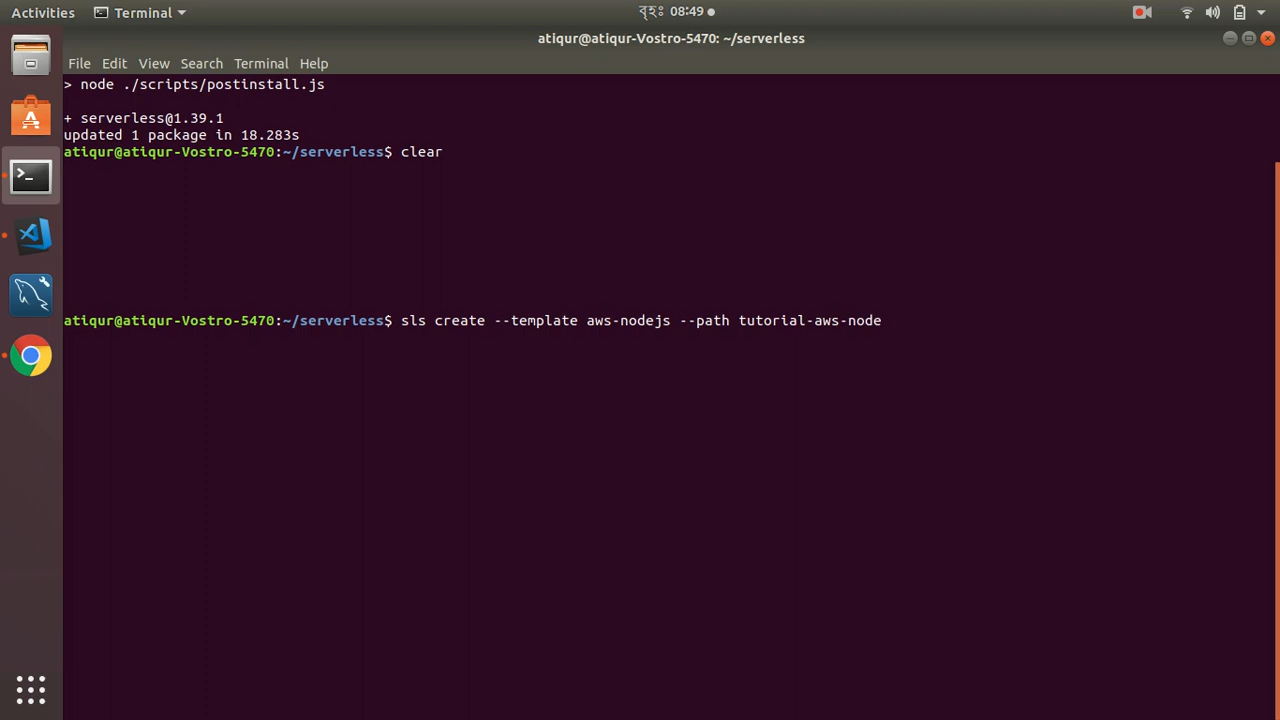 Activities Terminal বৃহঃ 08:49
atiqur@atiqur-Vostro-5470: ~/serverless
File Edit View Search Terminal Help
> node ./scripts/postinstall.js
+ serverless@1.39.1
updated 1 package in 18.283s
atiqur@atiqur-Vostro-5470:~/serverless$ clear
atiqur@atiqur-Vostro-5470:~/serverless$ sls create --template aws-nodejs --path tutorial-aws-node